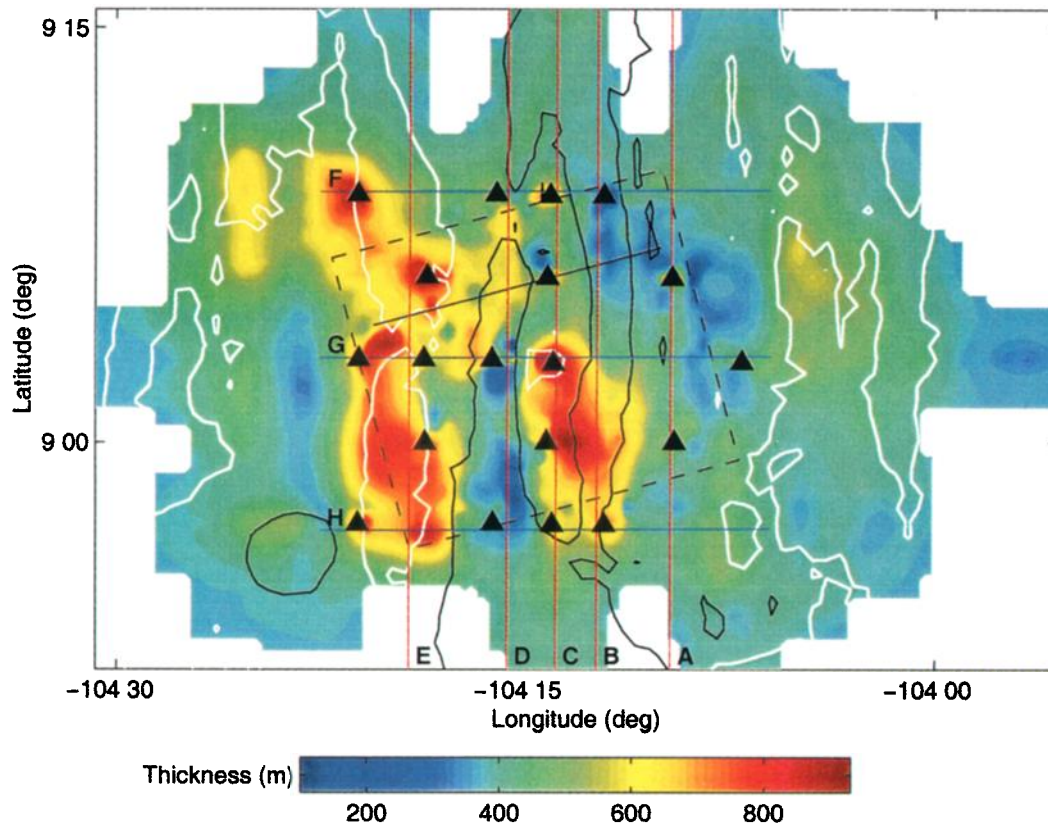 9 15
F
G
9 00
H
E D C B A
Latitude (deg)
-104 30 -104 15 -104 00
Longitude (deg)
Thickness (m)
200 400 600 800